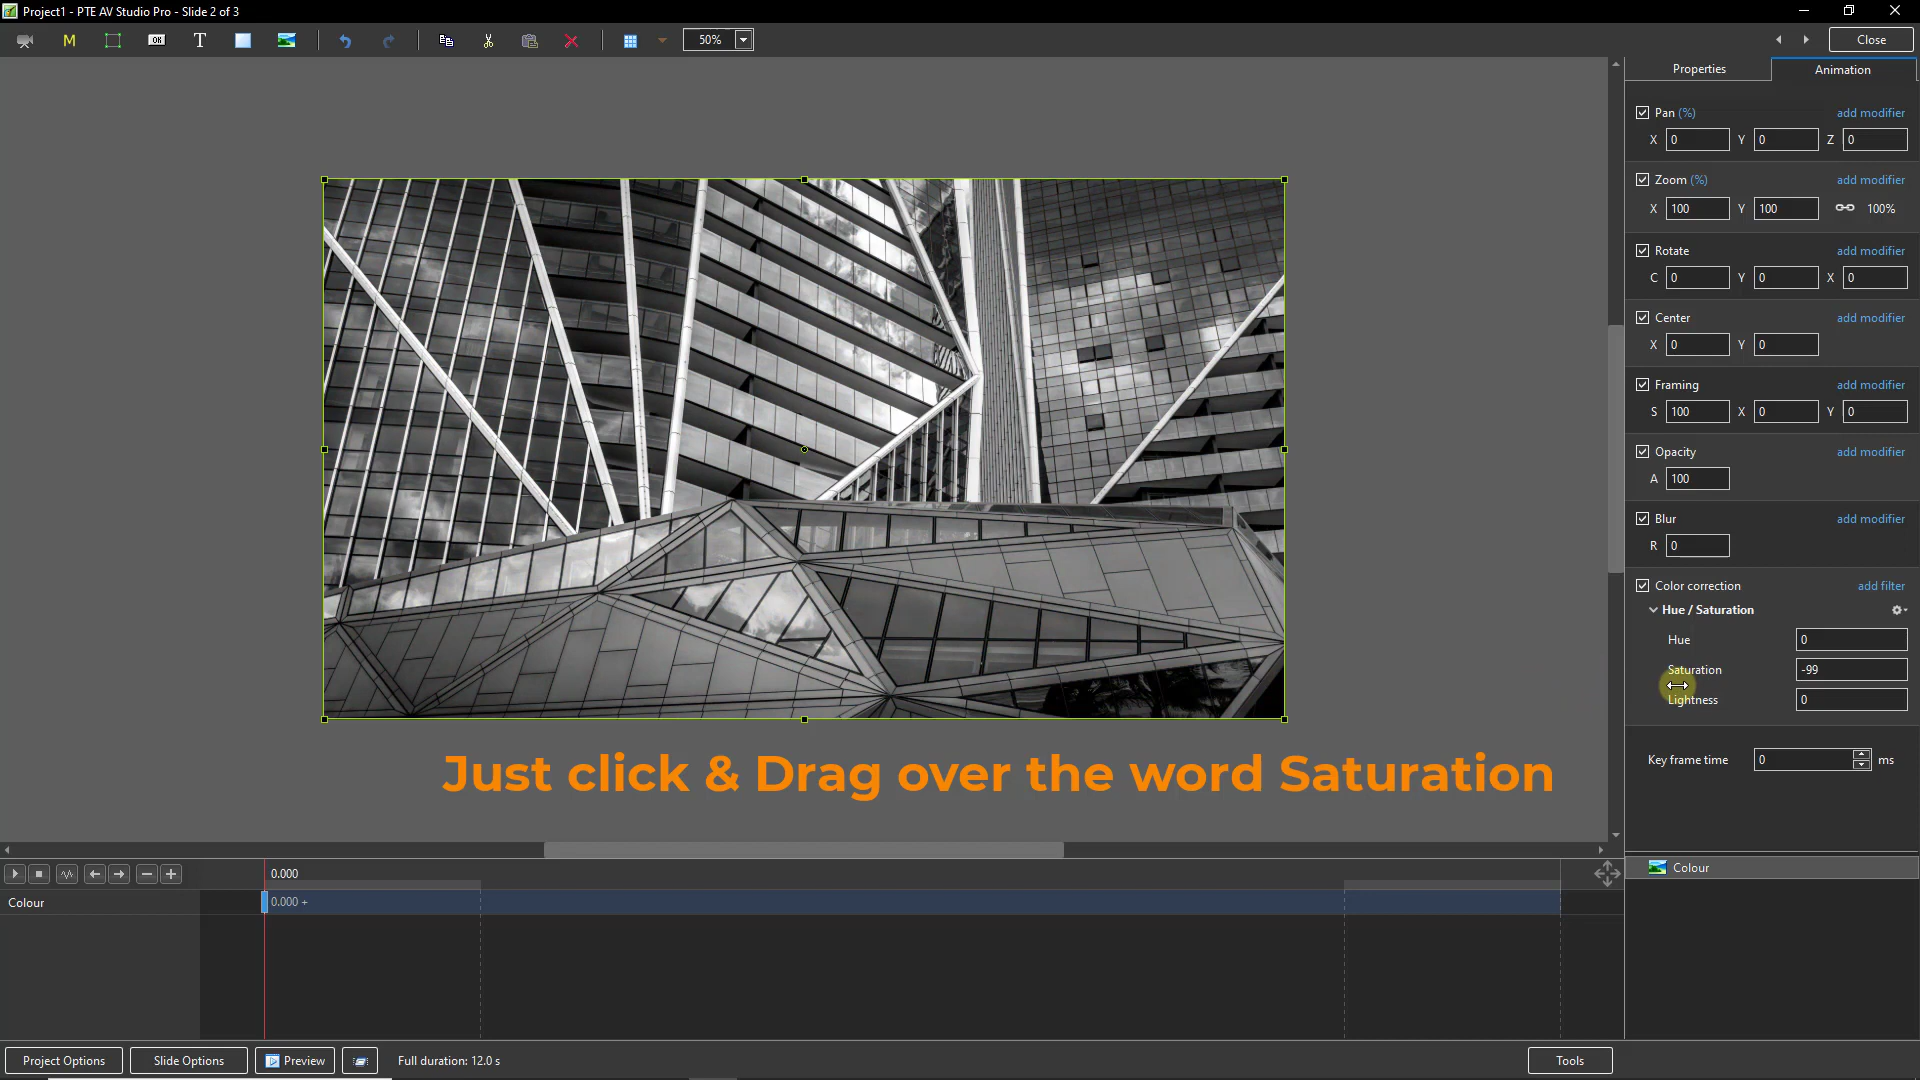 Project1 - PTE AV Studio Pro - Slide 2 of 3
M OK T 50% Close
Properties Animation
Pan (%) add modifier
X 0 Y 0 Z 0
Zoom (%) add modifier
X 100 Y 100 100%
Rotate add modifier
C 0 Y 0 X 0
Center add modifier
X 0 Y 0
Framing add modifier
S 100 X 0 Y 0
Opacity add modifier
A 100
Blur add modifier
R 0
Color correction add filter
Hue / Saturation
Hue 0
Saturation -99
Lightness 0
Key frame time 0 ms
Just click & Drag over the word Saturation
0.000
Colour
Colour 0.000 +
Project Options Slide Options Preview Full duration: 12.0 s Tools